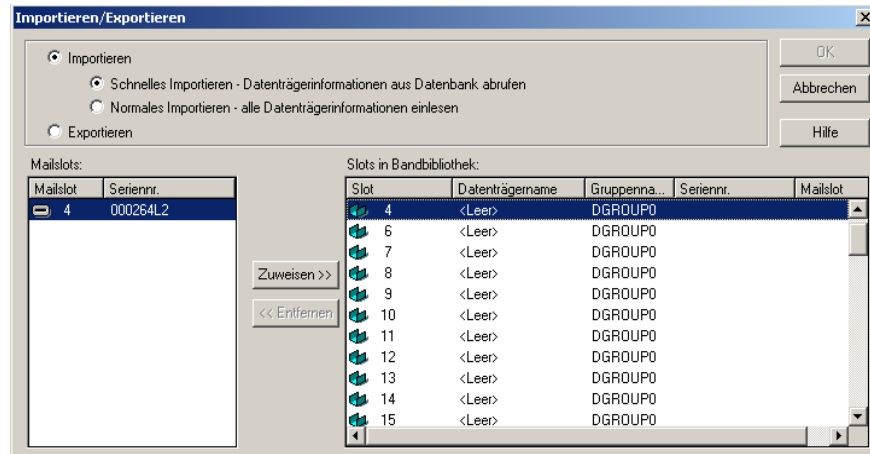 Importieren/Exportieren
Importieren
Schnelles Importieren - Datenträgerinformationen aus Datenbank abrufen
Normales Importieren - alle Datenträgerinformationen einlesen
Exportieren
OK
Abbrechen
Hilfe
Mailslots:
Mailslot Seriennr.
4 000264L2
Zuweisen >>
<< Entfernen
Slots in Bandbibliothek:
Slot Datenträgername Gruppenna... Seriennr. Mailslot
4 <Leer> DGROUP0
6 <Leer> DGROUP0
7 <Leer> DGROUP0
8 <Leer> DGROUP0
9 <Leer> DGROUP0
10 <Leer> DGROUP0
11 <Leer> DGROUP0
12 <Leer> DGROUP0
13 <Leer> DGROUP0
14 <Leer> DGROUP0
15 <Leer> DGROUP0